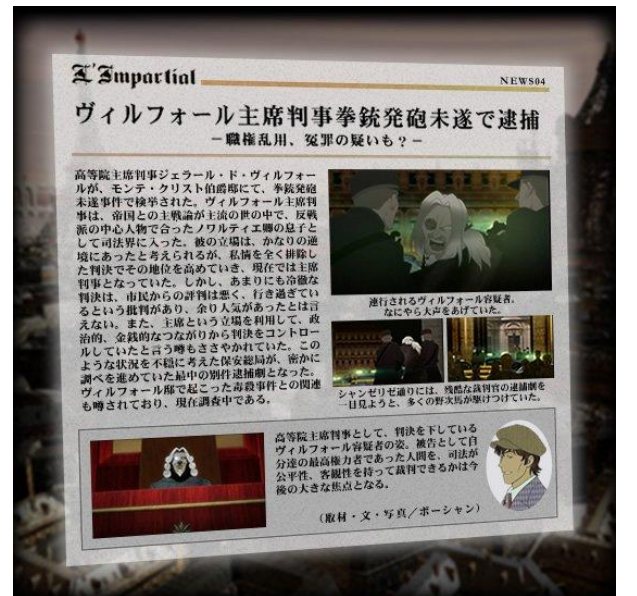 L'Impartial
NEWS04
ヴィルフォール主席判事拳銃発砲未遂で逮捕
－職権乱用、冤罪の疑いも？－
高等院主席判事ジェラール・ド・ヴィルフォー
ルが、モンテ・クリスト伯爵邸にて、拳銃発砲
未遂事件で検挙された。ヴィルフォール主席判
事は、帝国との主戦論が主流の世の中で、反戦
派の中心人物で合ったノワルティエ卿の息子と
して司法界に入った。彼の立場は、かなりの逆
境にあったと考えられるが、私情を全く排除し
た判決でその地位を高めていき、現在では主席
判事となっていた。しかし、あまりにも冷徹な
判決は、市民からの評判は悪く、行き過ぎてい
るという批判があり、余り人気があったとは言
えない。また、主席という立場を利用して、政
治的、金銭的なつながりから判決をコントロー
ルしていたと言う噂もささやかれていた。この
ような状況を不穏に考えた保安総局が、密かに
調べを進めていた最中の別件逮捕劇となった。
ヴィルフォール邸で起こった毒殺事件との関連
も噂されており、現在調査中である。
連行されるヴィルフォール容疑者。
なにやら大声をあげていた。
シャンゼリゼ通りには、残酷な裁判官の逮捕劇を
一目見ようと、多くの野次馬が駆けつけていた。
高等院主席判事として、判決を下している
ヴィルフォール容疑者の姿。被告として自
分達の最高権力者であった人間を、司法が
公平性、客観性を持って裁判できるかは今
後の大きな焦点となる。
（取材・文・写真／ボーシャン）